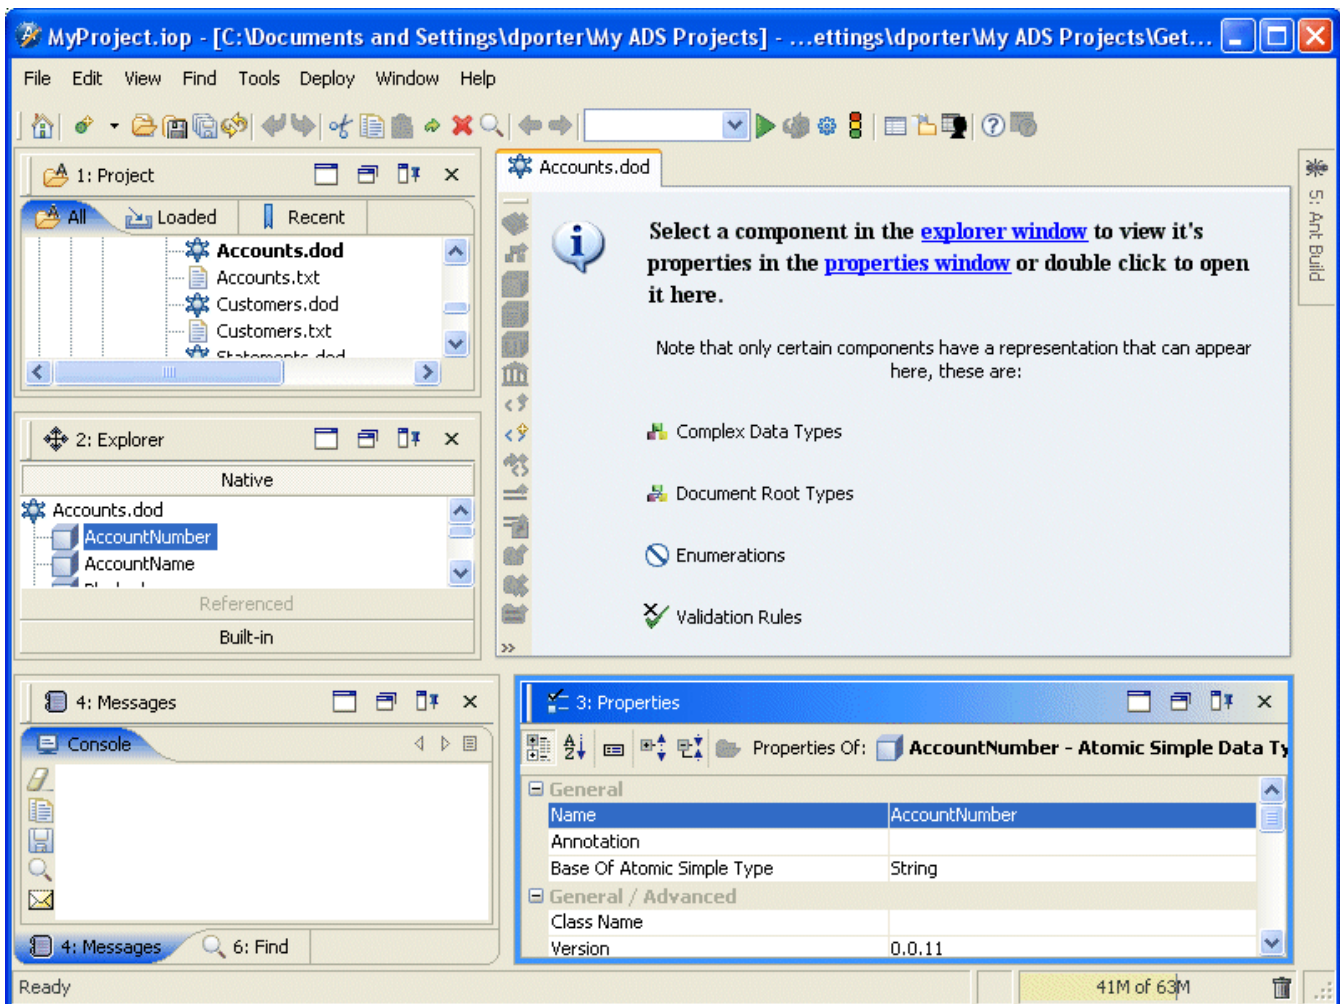 MyProject.iop - [C:\Documents and Settings\dporter\My ADS Projects] - ...ettings\dporter\My ADS Projects\Get...
File Edit View Find Tools Deploy Window Help
1: Project
All Loaded Recent
Accounts.dod
Accounts.txt
Customers.dod
Customers.txt
Statements.dod
2: Explorer
Native
Accounts.dod
AccountNumber
AccountName
Referenced
Built-in
Accounts.dod
Select a component in the explorer window to view it's
properties in the properties window or double click to open
it here.
Note that only certain components have a representation that can appear
here, these are:
Complex Data Types
Document Root Types
Enumerations
Validation Rules
5: Ant Build
4: Messages
Console
4: Messages 6: Find
3: Properties
Properties Of: AccountNumber - Atomic Simple Data Ty
General
Name AccountNumber
Annotation
Base Of Atomic Simple Type String
General / Advanced
Class Name
Version 0.0.11
Ready 41M of 63M